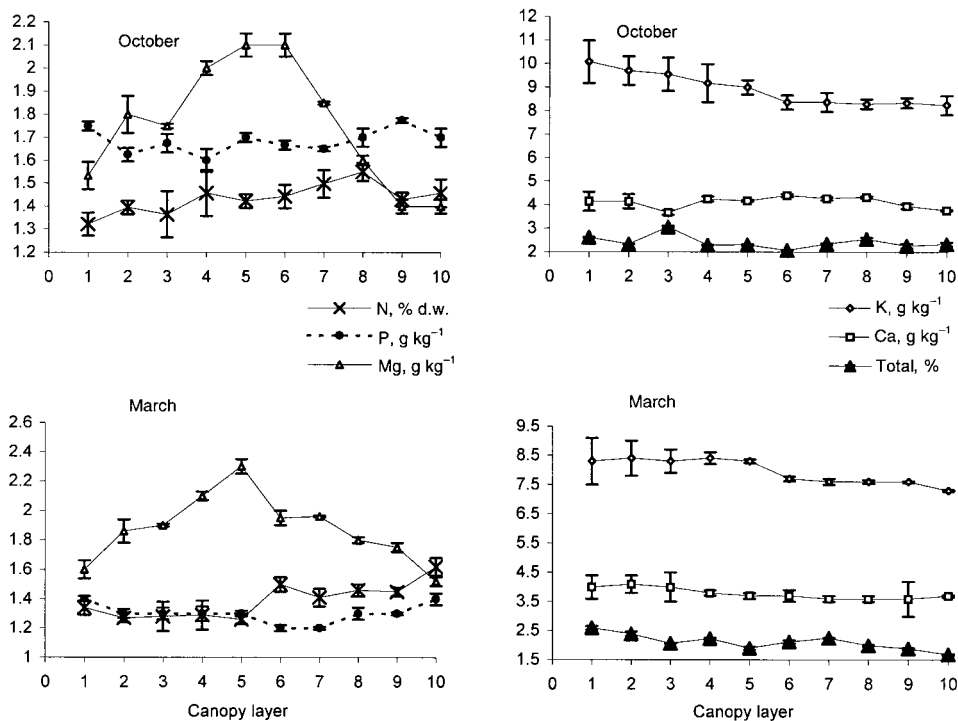 October
2.2
2.1
2
1.9
1.8
1.7
1.6
1.5
1.4
1.3
1.2
0 1 2 3 4 5 6 7 8 9 10
October
12
11
10
9
8
7
6
5
4
3
2
0 1 2 3 4 5 6 7 8 9 10
N, % d.w.
P, g kg⁻¹
Mg, g kg⁻¹
K, g kg⁻¹
Ca, g kg⁻¹
Total, %
March
2.6
2.4
2.2
2
1.8
1.6
1.4
1.2
1
0 1 2 3 4 5 6 7 8 9 10
Canopy layer
March
9.5
8.5
7.5
6.5
5.5
4.5
3.5
2.5
1.5
0 1 2 3 4 5 6 7 8 9 10
Canopy layer